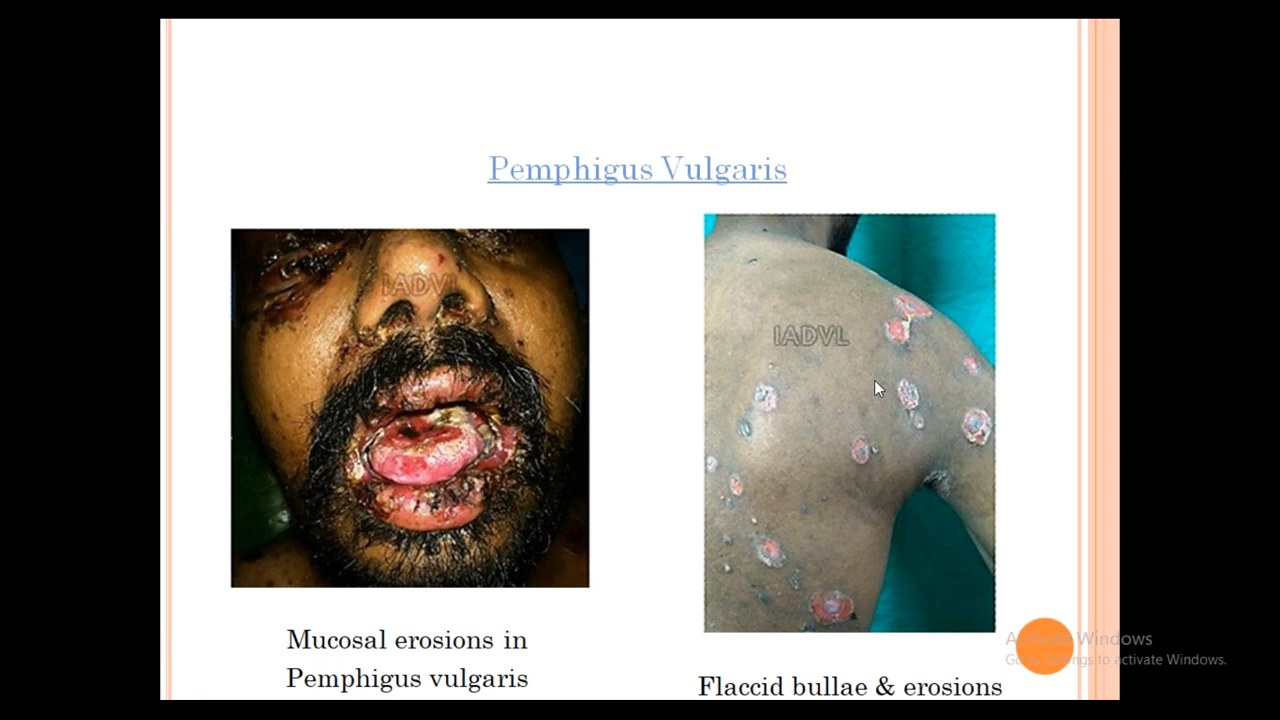 Pemphigus Vulgaris
IADVL
IADVL
Mucosal erosions in
Pemphigus vulgaris
Flaccid bullae & erosions
Activate Windows
Go to Settings to activate Windows.